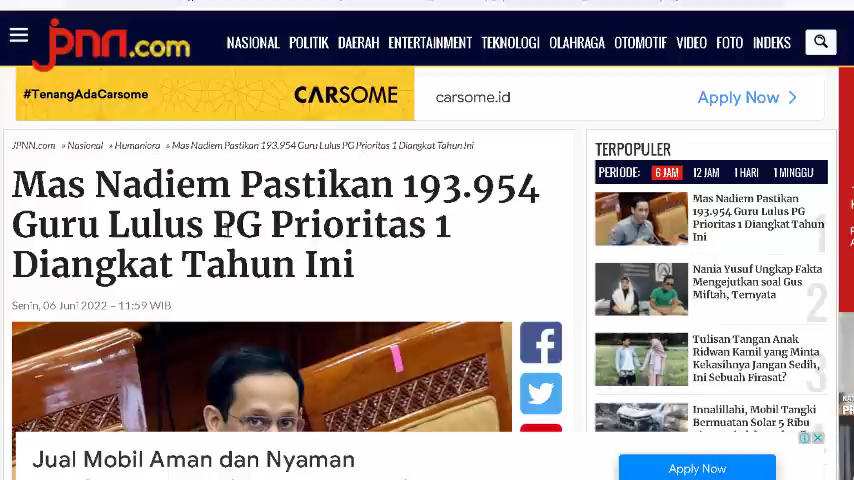 jpnn.com
NASIONAL POLITIK DAERAH ENTERTAINMENT TEKNOLOGI OLAHRAGA OTOMOTIF VIDEO FOTO INDEKS
#TenangAdaCarsome
CARSOME
carsome.id
Apply Now
JPNN.com » Nasional » Humaniora » Mas Nadiem Pastikan 193.954 Guru Lulus PG Prioritas 1 Diangkat Tahun Ini
Mas Nadiem Pastikan 193.954
Guru Lulus PG Prioritas 1
Diangkat Tahun Ini
Senin, 06 Juni 2022 – 11:59 WIB
TERPOPULER
PERIODE: 6 JAM 12 JAM 1 HARI 1 MINGGU
Mas Nadiem Pastikan
193.954 Guru Lulus PG
Prioritas 1 Diangkat Tahun
Ini
1
Nania Yusuf Ungkap Fakta
Mengejutkan soal Gus
Miftah, Ternyata
2
Tulisan Tangan Anak
Ridwan Kamil yang Minta
Kekasihnya Jangan Sedih,
Ini Sebuah Firasat?
3
Innalillahi, Mobil Tangki
Bermuatan Solar 5 Ribu
Jual Mobil Aman dan Nyaman
Apply Now